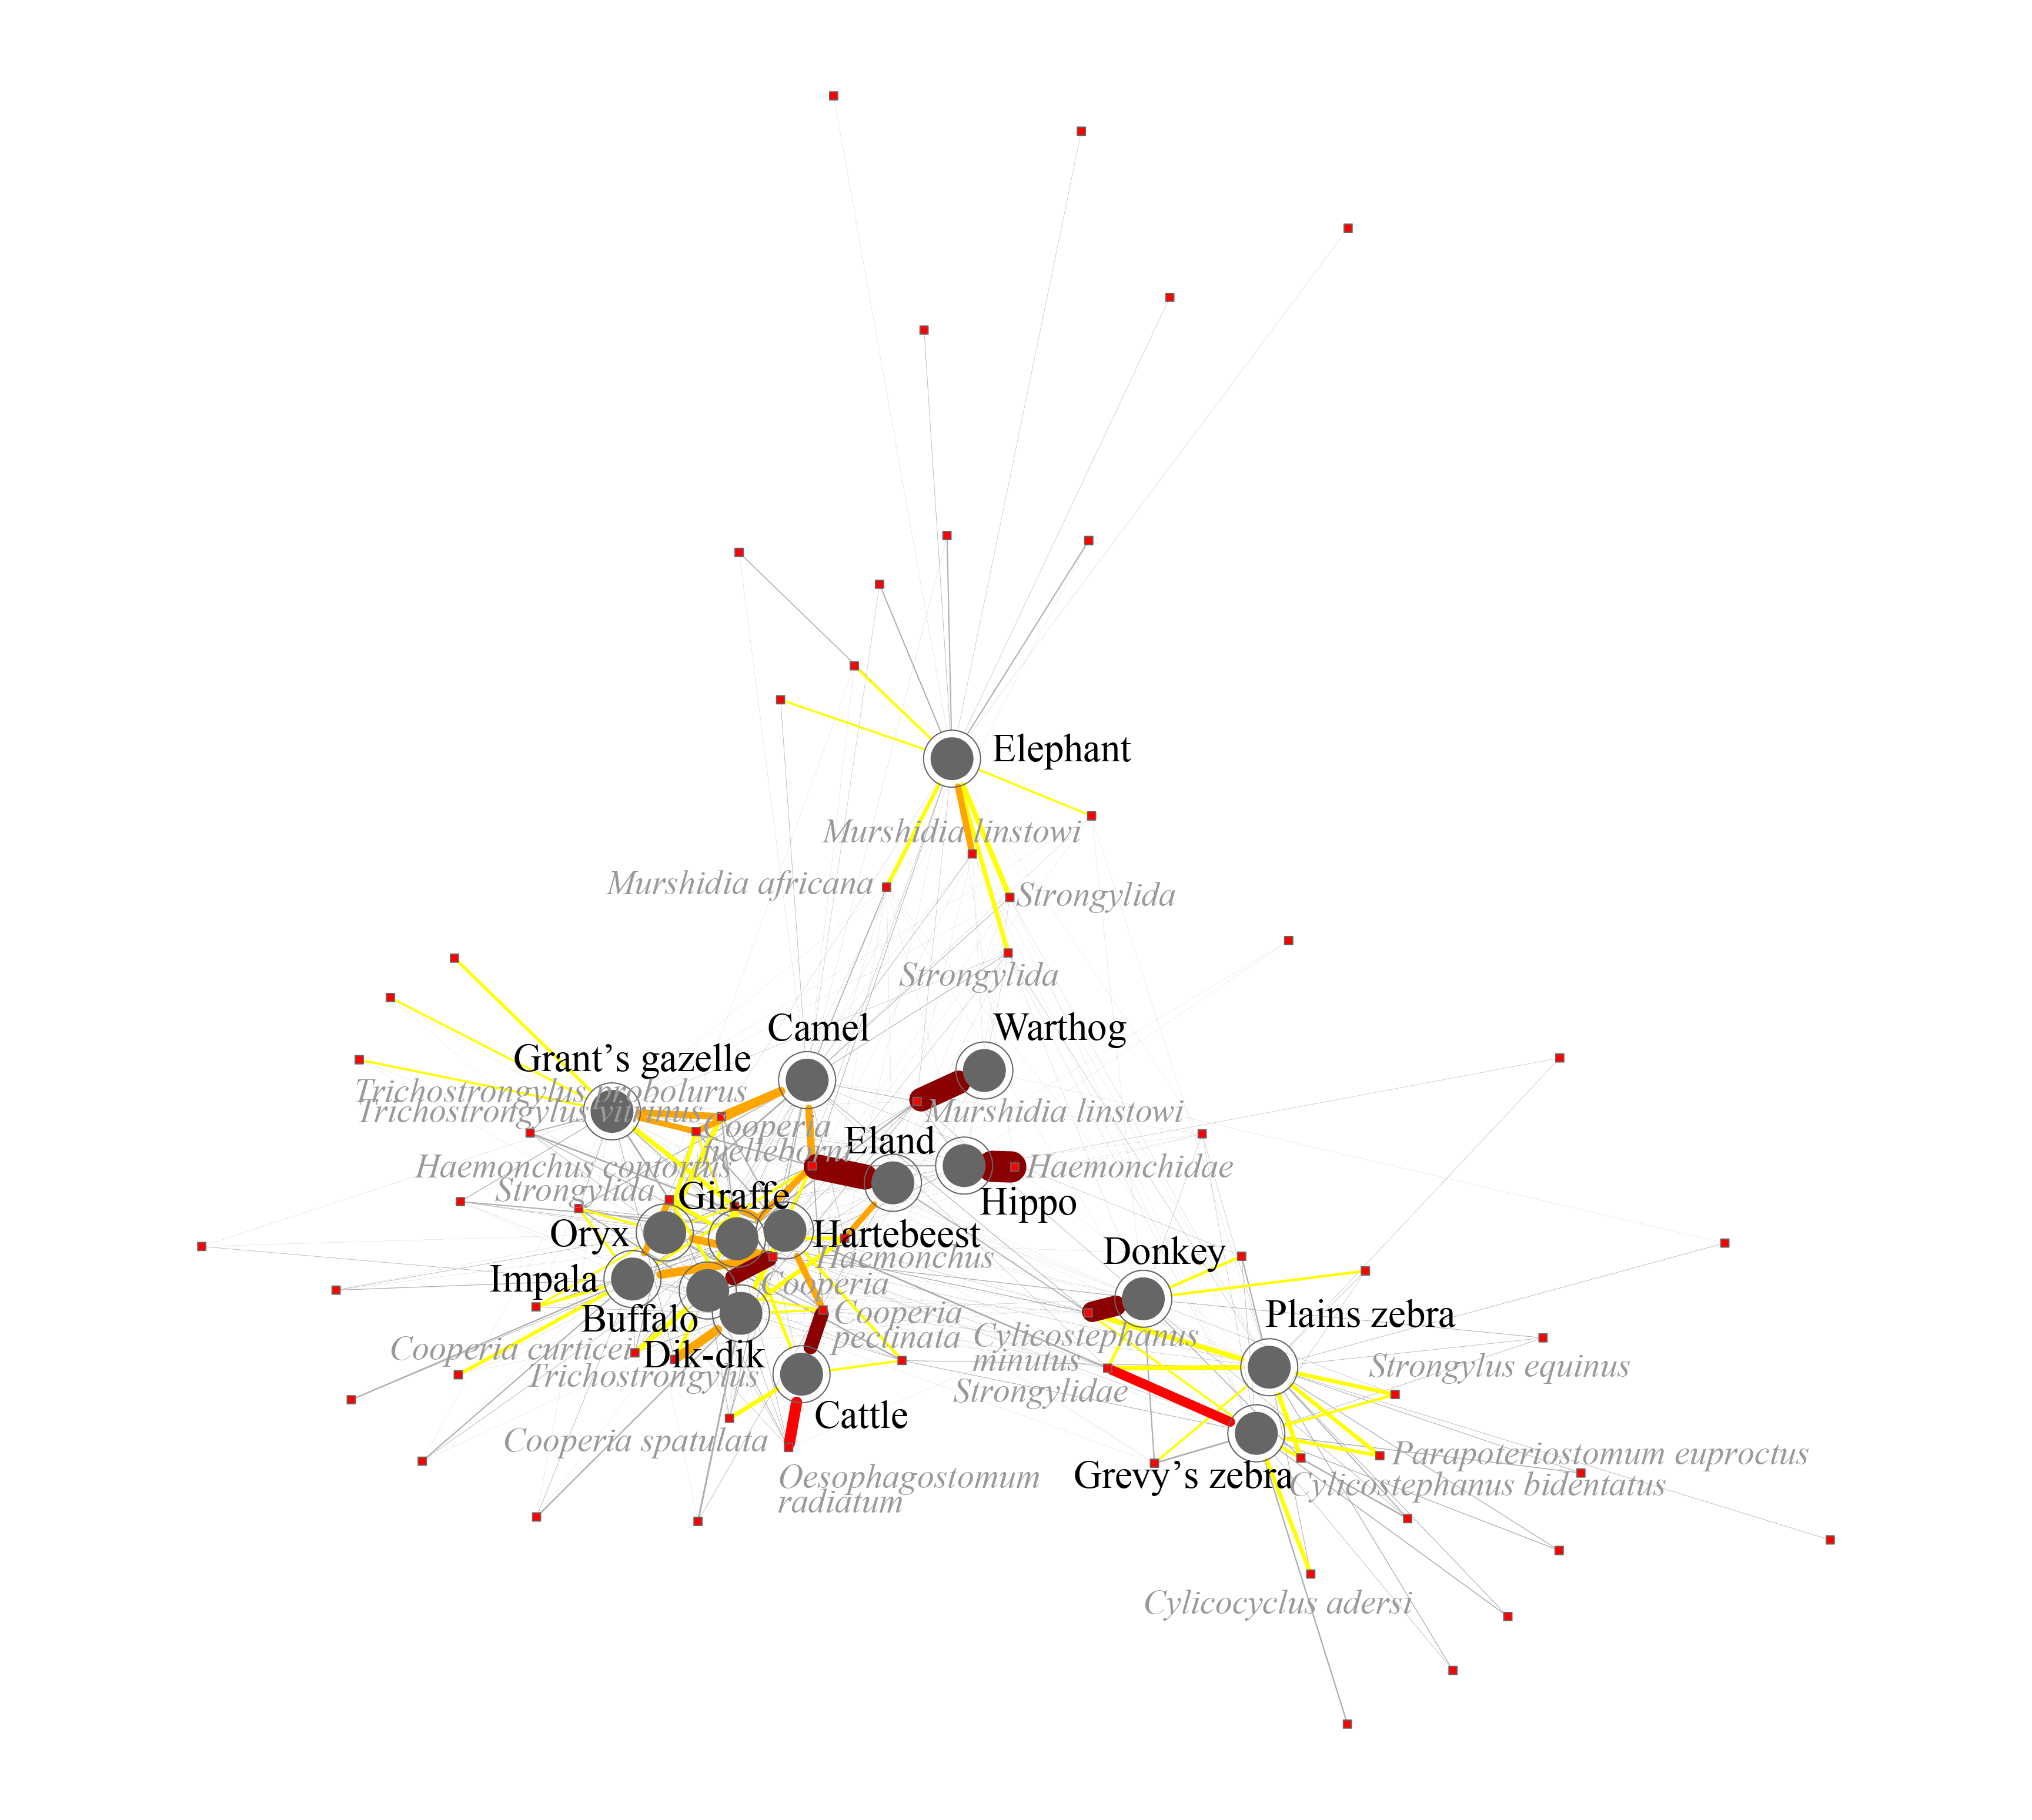 Elephant
Murshidia linstowi
Murshidia africana
Strongylida
Strongylida
Camel
Warthog
Grant’s gazelle
Trichostrongylus probolurus
Trichostrongylus vitrinus
Murshidia linstowi
Cooperia
fuelleborni
Eland
Haemonchus contortus
Haemonchidae
Strongylida
Giraffe
Hippo
Oryx
Hartebeest
Haemonchus
Donkey
Impala
Cooperia
Buffalo
Cooperia
pectinata
Plains zebra
Cylicostephanus
minutus
Cooperia curticei
Dik-dik
Strongylus equinus
Trichostrongylus
Strongylidae
Cattle
Cooperia spatulata
Parapoteriostomum euproctus
Oesophagostomum
radiatum
Grevy’s zebra
Cylicostephanus bidentatus
Cylicocyclus adersi